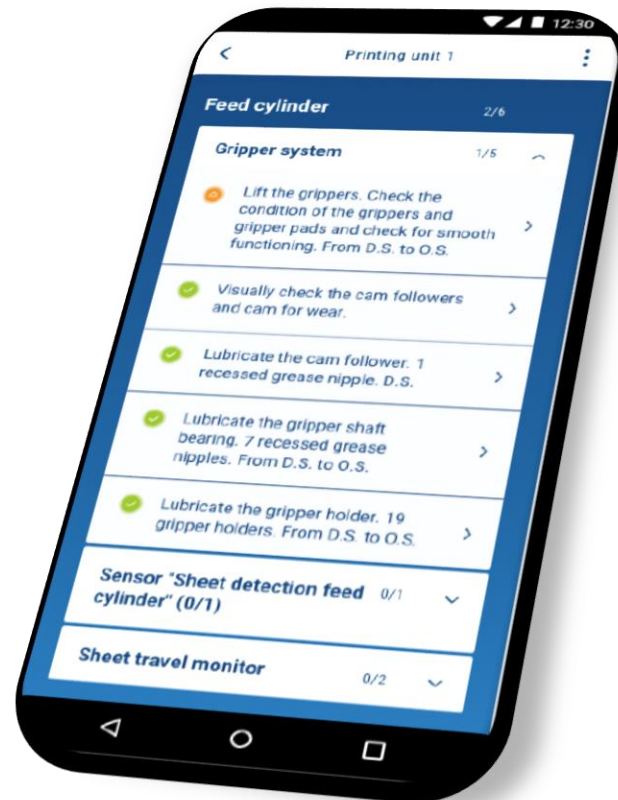 12:30
Printing unit 1
Feed cylinder 2/6
Gripper system 1/5
Lift the grippers. Check the
condition of the grippers and
gripper pads and check for smooth
functioning. From D.S. to O.S.
Visually check the cam followers
and cam for wear.
Lubricate the cam follower. 1
recessed grease nipple. D.S.
Lubricate the gripper shaft
bearing. 7 recessed grease
nipples. From D.S. to O.S.
Lubricate the gripper holder. 19
gripper holders. From D.S. to O.S.
Sensor "Sheet detection feed 0/1
cylinder" (0/1)
Sheet travel monitor 0/2